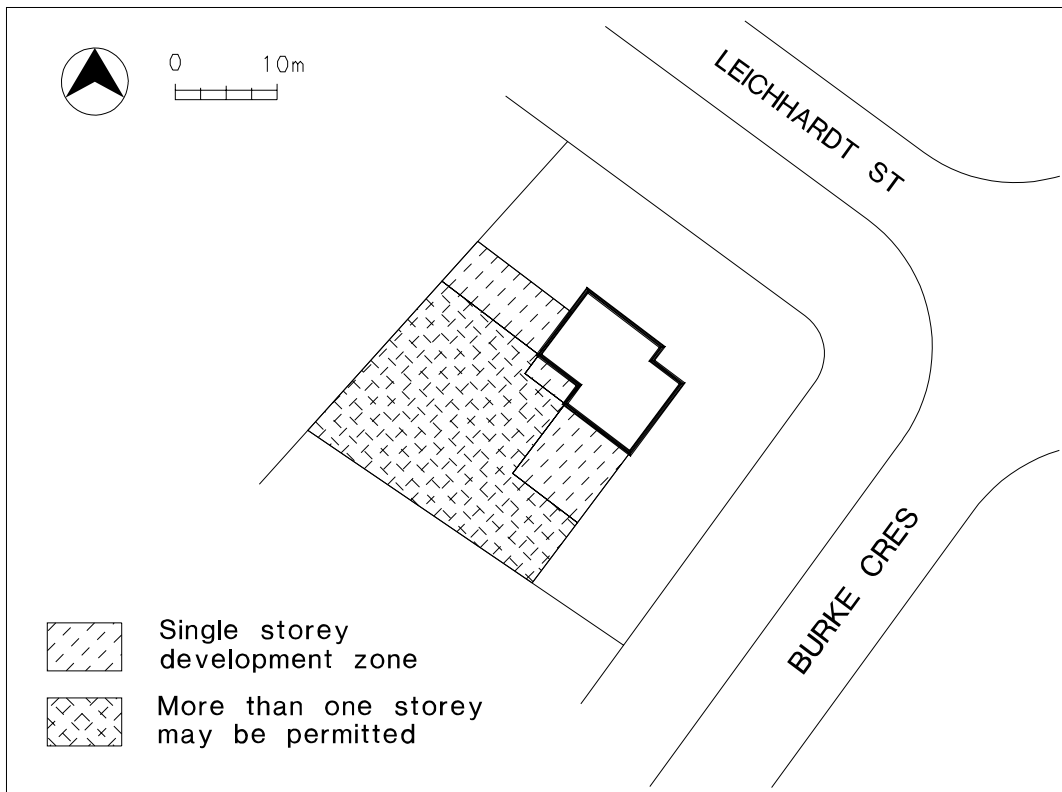 0 10m
LEICHHARDT ST
BURKE CRES
Single storey
development zone
More than one storey
may be permitted